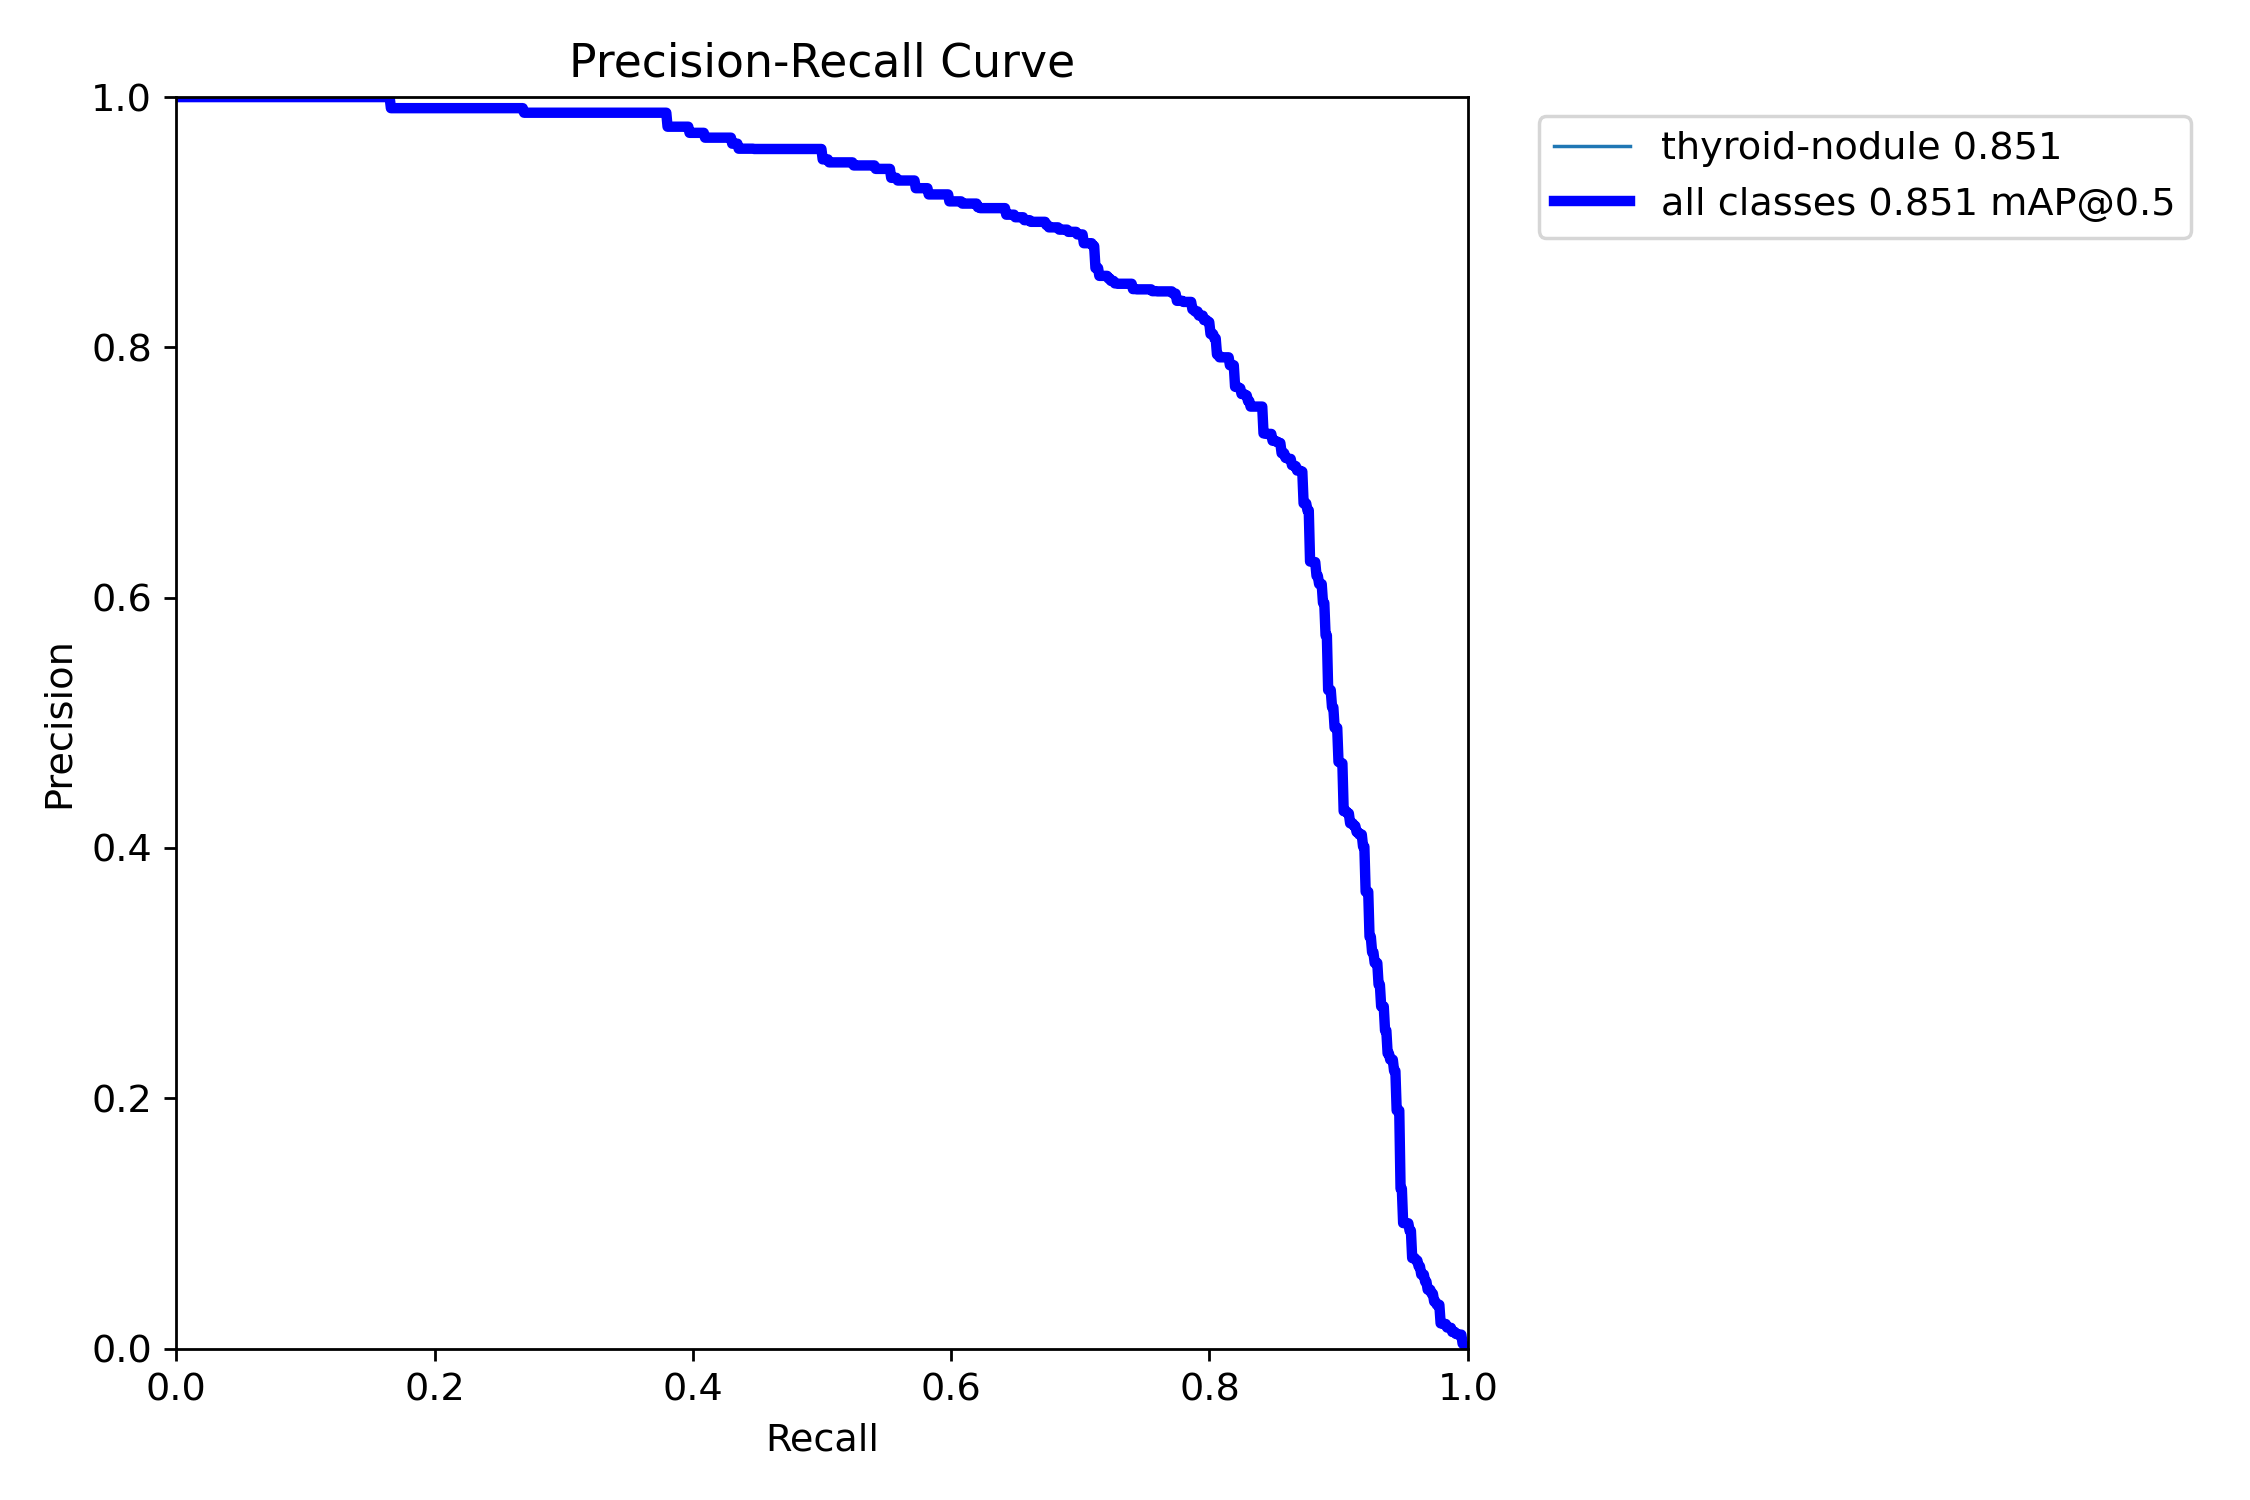 Precision-Recall Curve
thyroid-nodule 0.851
all classes 0.851 mAP@0.5
1.0
0.8
0.6
0.4
0.2
0.0
Precision
0.0 0.2 0.4 0.6 0.8 1.0
Recall